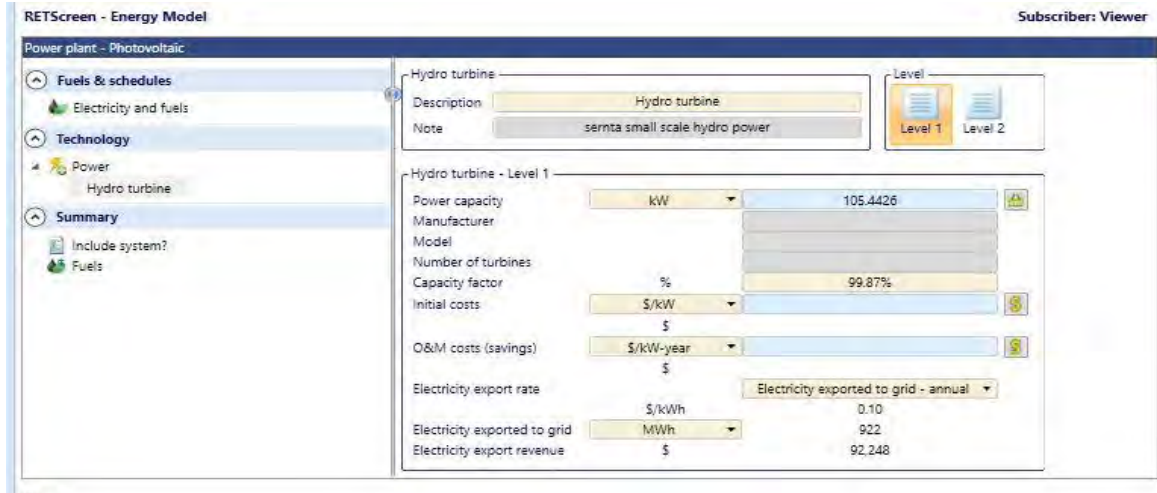 RETScreen - Energy Model
Subscriber: Viewer
Power plant - Photovoltaic
Fuels & schedules
Electricity and fuels
Technology
Power
Hydro turbine
Summary
Include system?
Fuels
Hydro turbine
Description Hydro turbine
Note sernta small scale hydro power
Level
Level 1 Level 2
Hydro turbine - Level 1
Power capacity kW 105.4426
Manufacturer
Model
Number of turbines
Capacity factor % 99.87%
Initial costs $/kW
$
O&M costs (savings) $/kW-year
$
Electricity export rate Electricity exported to grid - annual
$/kWh 0.10
Electricity exported to grid MWh 922
Electricity export revenue $ 92,248